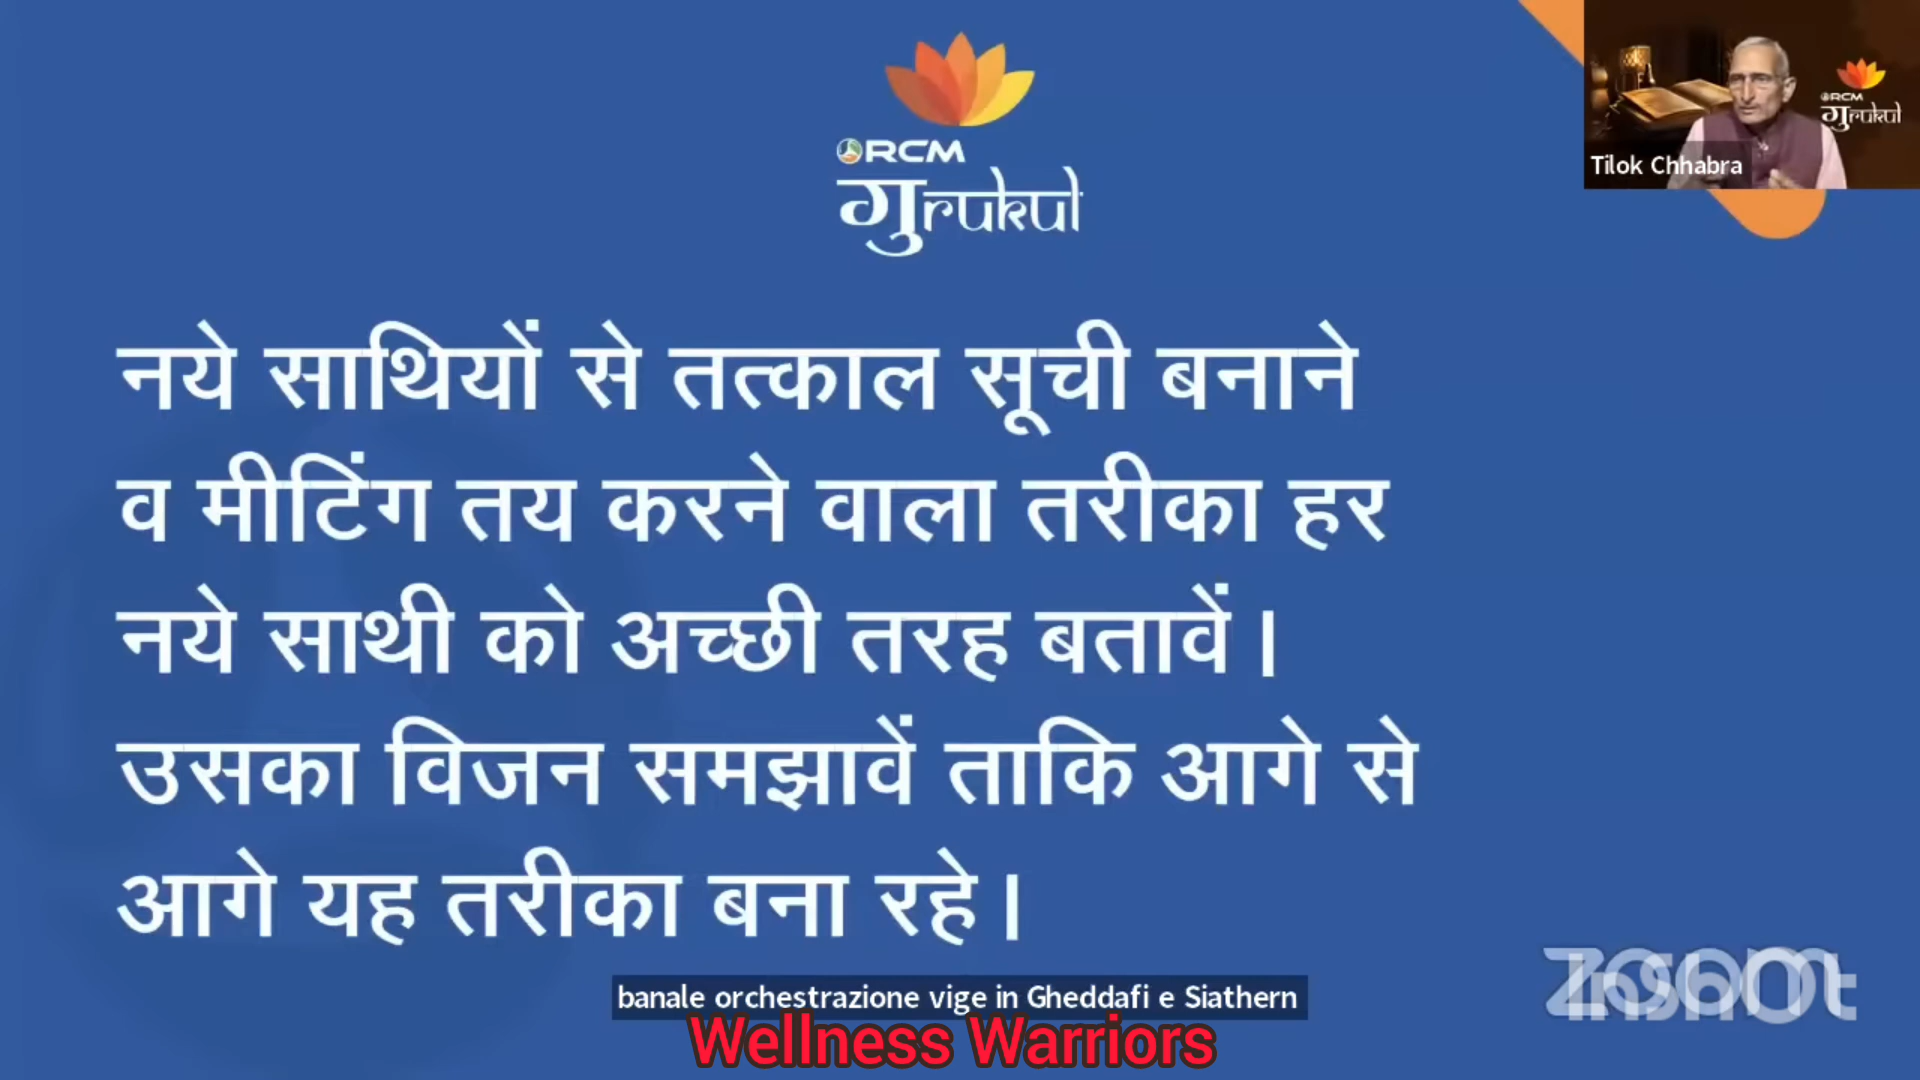 RCM
गुrukul
RCM
गुrukul
Tilok Chhabra
नये साथियों से तत्काल सूची बनाने
व मीटिंग तय करने वाला तरीका हर
नये साथी को अच्छी तरह बतावें।
उसका विजन समझावें ताकि आगे से
आगे यह तरीका बना रहे।
banale orchestrazione vige in Gheddafi e Siathern
Wellness Warriors
zoom
InShOt